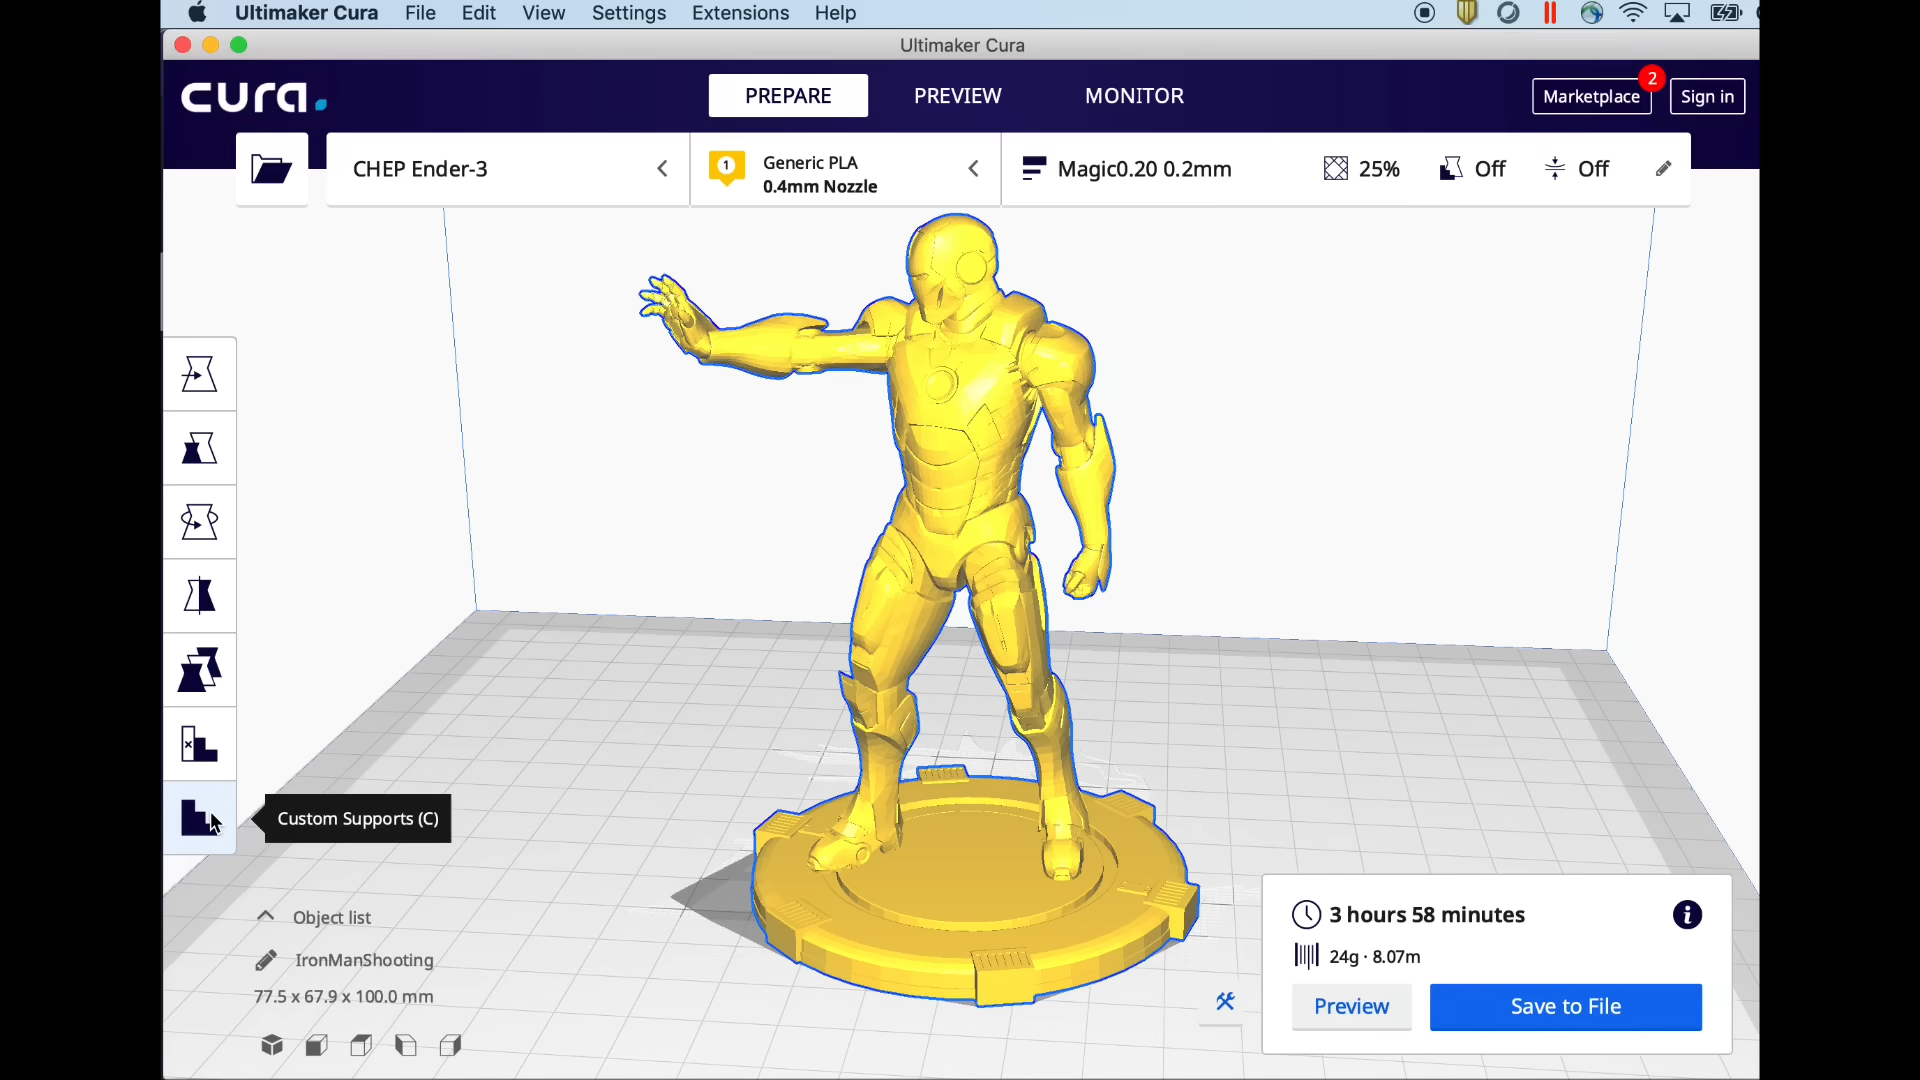 Ultimaker Cura File Edit View Settings Extensions Help
Ultimaker Cura
cura.
PREPARE PREVIEW MONITOR
Marketplace 2 Sign in
CHEP Ender-3
1 Generic PLA
0.4mm Nozzle
Magic0.20 0.2mm 25% Off Off
Custom Supports (C)
Object list
IronManShooting
77.5 x 67.9 x 100.0 mm
3 hours 58 minutes
24g · 8.07m
Preview Save to File